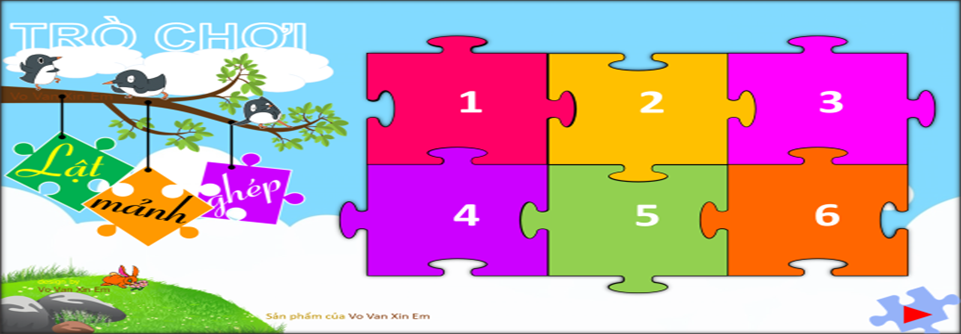 TRÒ CHƠI
Lật
mảnh
ghép
1 2 3
4 5 6
Vo Van Xin Em
Sản phẩm của Vo Van Xin Em